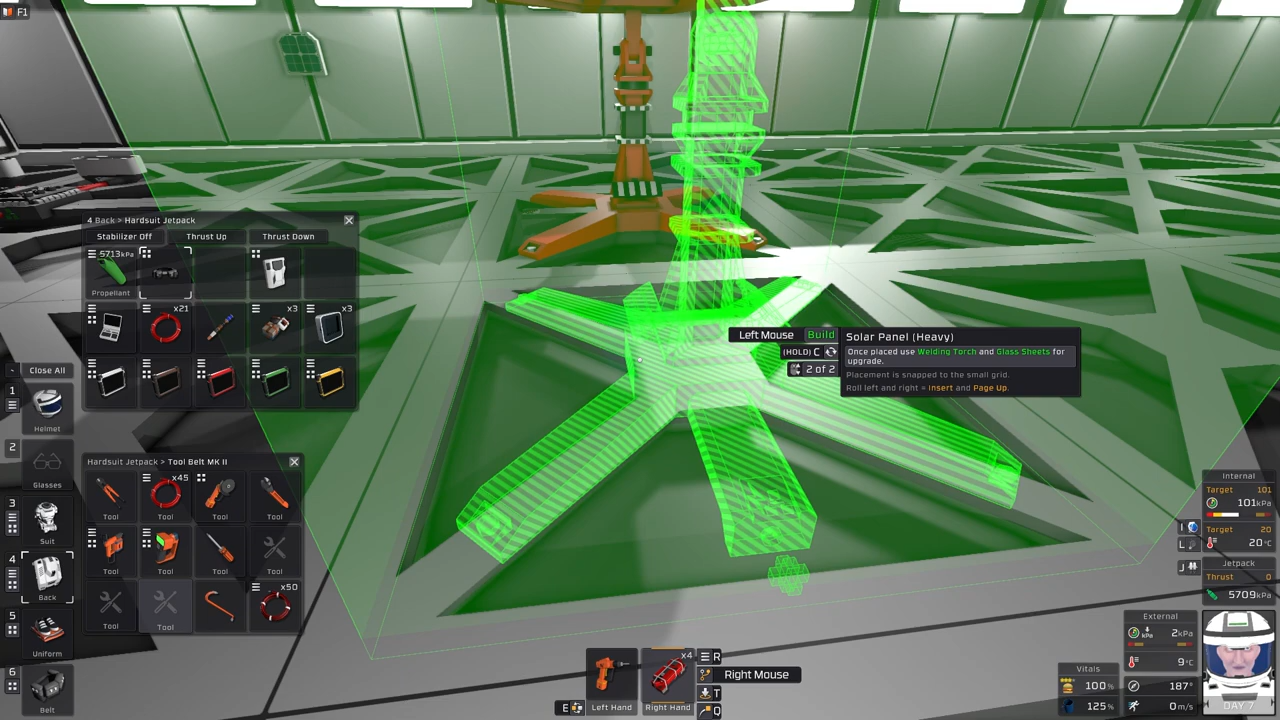 F1
4 Back > Hardsuit Jetpack
Stabilizer Off
Thrust Up
Thrust Down
5713kPa
Propellant
x21
x3
x3
Close All
1
Helmet
2
Glasses
3
Suit
4
Back
5
Uniform
6
Belt
Hardsuit Jetpack > Tool Belt MK II
x45
Tool
Tool
Tool
Tool
Tool
Tool
Tool
Tool
x50
Tool
Tool
Left Mouse
Build
(HOLD) C
2 of 2
Solar Panel (Heavy)
Once placed use Welding Torch and Glass Sheets for
upgrade.
Placement is snapped to the small grid.
Roll left and right = Insert and Page Up.
x4
R
Right Mouse
T
Q
E
Left Hand
Right Hand
Internal
Target 101
101kPa
Target 20
20°C
I
L
J
Jetpack
Thrust 0
5709kPa
External
kPa
2kPa
9°C
187°
0m/s
Vitals
100%
125%
DAY 7